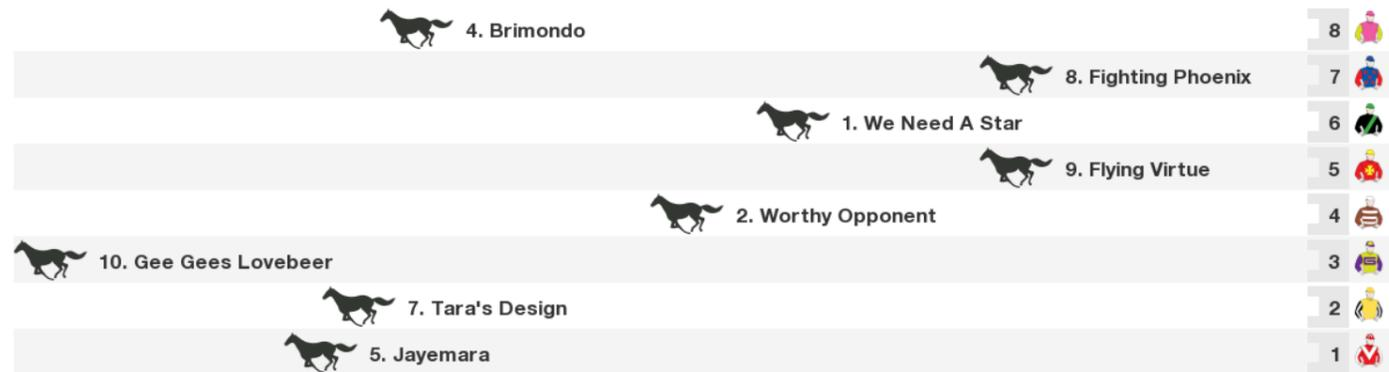 4. Brimondo 8
8. Fighting Phoenix 7
1. We Need A Star 6
9. Flying Virtue 5
2. Worthy Opponent 4
10. Gee Gees Lovebeer 3
7. Tara's Design 2
5. Jayemara 1